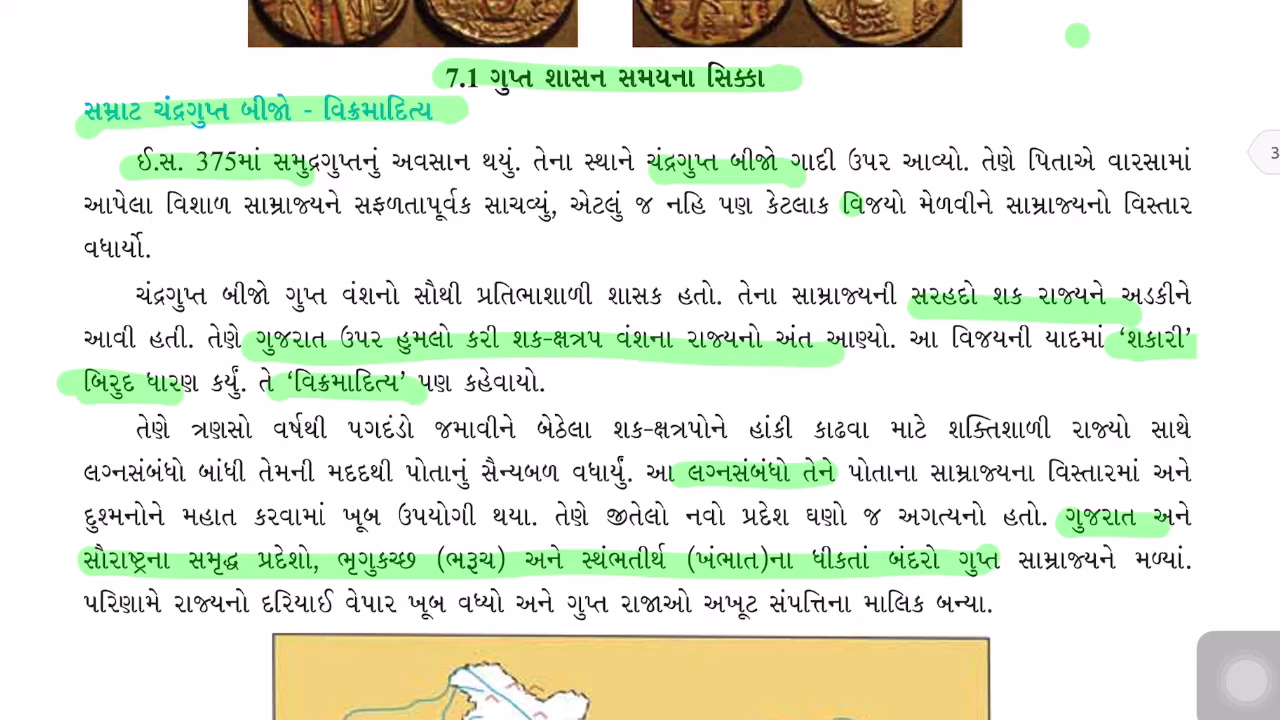 7.1 ગુપ્ત શાસન સમયના સિક્કા
સમ્રાટ ચંદ્રગુપ્ત બીજો - વિક્રમાદિત્ય
ઈ.સ. 375માં સમુદ્રગુપ્તનું અવસાન થયું. તેના સ્થાને ચંદ્રગુપ્ત બીજો ગાદી ઉપર આવ્યો. તેણે પિતાએ વારસામાં
આપેલા વિશાળ સામ્રાજ્યને સફળતાપૂર્વક સાચવ્યું, એટલું જ નહિ પણ કેટલાક વિજયો મેળવીને સામ્રાજ્યનો વિસ્તાર
વધાર્યો.
ચંદ્રગુપ્ત બીજો ગુપ્ત વંશનો સૌથી પ્રતિભાશાળી શાસક હતો. તેના સામ્રાજ્યની સરહદો શક રાજ્યને અડકીને
આવી હતી. તેણે ગુજરાત ઉપર હુમલો કરી શક-ક્ષત્રપ વંશના રાજ્યનો અંત આણ્યો. આ વિજયની યાદમાં ‘શકારી’
બિરુદ ધારણ કર્યું. તે ‘વિક્રમાદિત્ય’ પણ કહેવાયો.
તેણે ત્રણસો વર્ષથી પગદંડો જમાવીને બેઠેલા શક-ક્ષત્રપોને હાંકી કાઢવા માટે શક્તિશાળી રાજ્યો સાથે
લગ્નસંબંધો બાંધી તેમની મદદથી પોતાનું સૈન્યબળ વધાર્યું. આ લગ્નસંબંધો તેને પોતાના સામ્રાજ્યના વિસ્તારમાં અને
દુશ્મનોને મહાત કરવામાં ખૂબ ઉપયોગી થયા. તેણે જીતેલો નવો પ્રદેશ ઘણો જ અગત્યનો હતો. ગુજરાત અને
સૌરાષ્ટ્રના સમૃદ્ધ પ્રદેશો, ભૃગુકચ્છ (ભરૂચ) અને સ્થંભતીર્થ (ખંભાત)ના ધીકતાં બંદરો ગુપ્ત સામ્રાજ્યને મળ્યાં.
પરિણામે રાજ્યનો દરિયાઈ વેપાર ખૂબ વધ્યો અને ગુપ્ત રાજાઓ અખૂટ સંપત્તિના માલિક બન્યા.
3